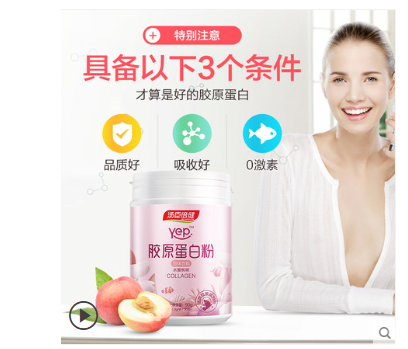 特别注意
具备以下3个条件
才算是好的胶原蛋白
品质好 吸收好 0激素
汤臣倍健
Yep
胶原蛋白粉
COLLAGEN